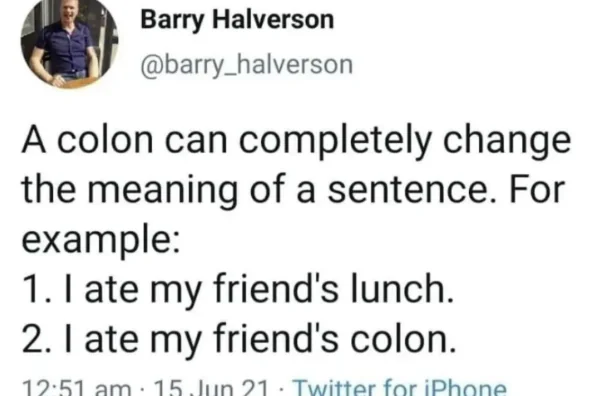 Barry Halverson
@barry_halverson
A colon can completely change
the meaning of a sentence. For
example:
1. I ate my friend's lunch.
2. I ate my friend's colon.
12:51 am · 15 Jun 21 · Twitter for iPhone